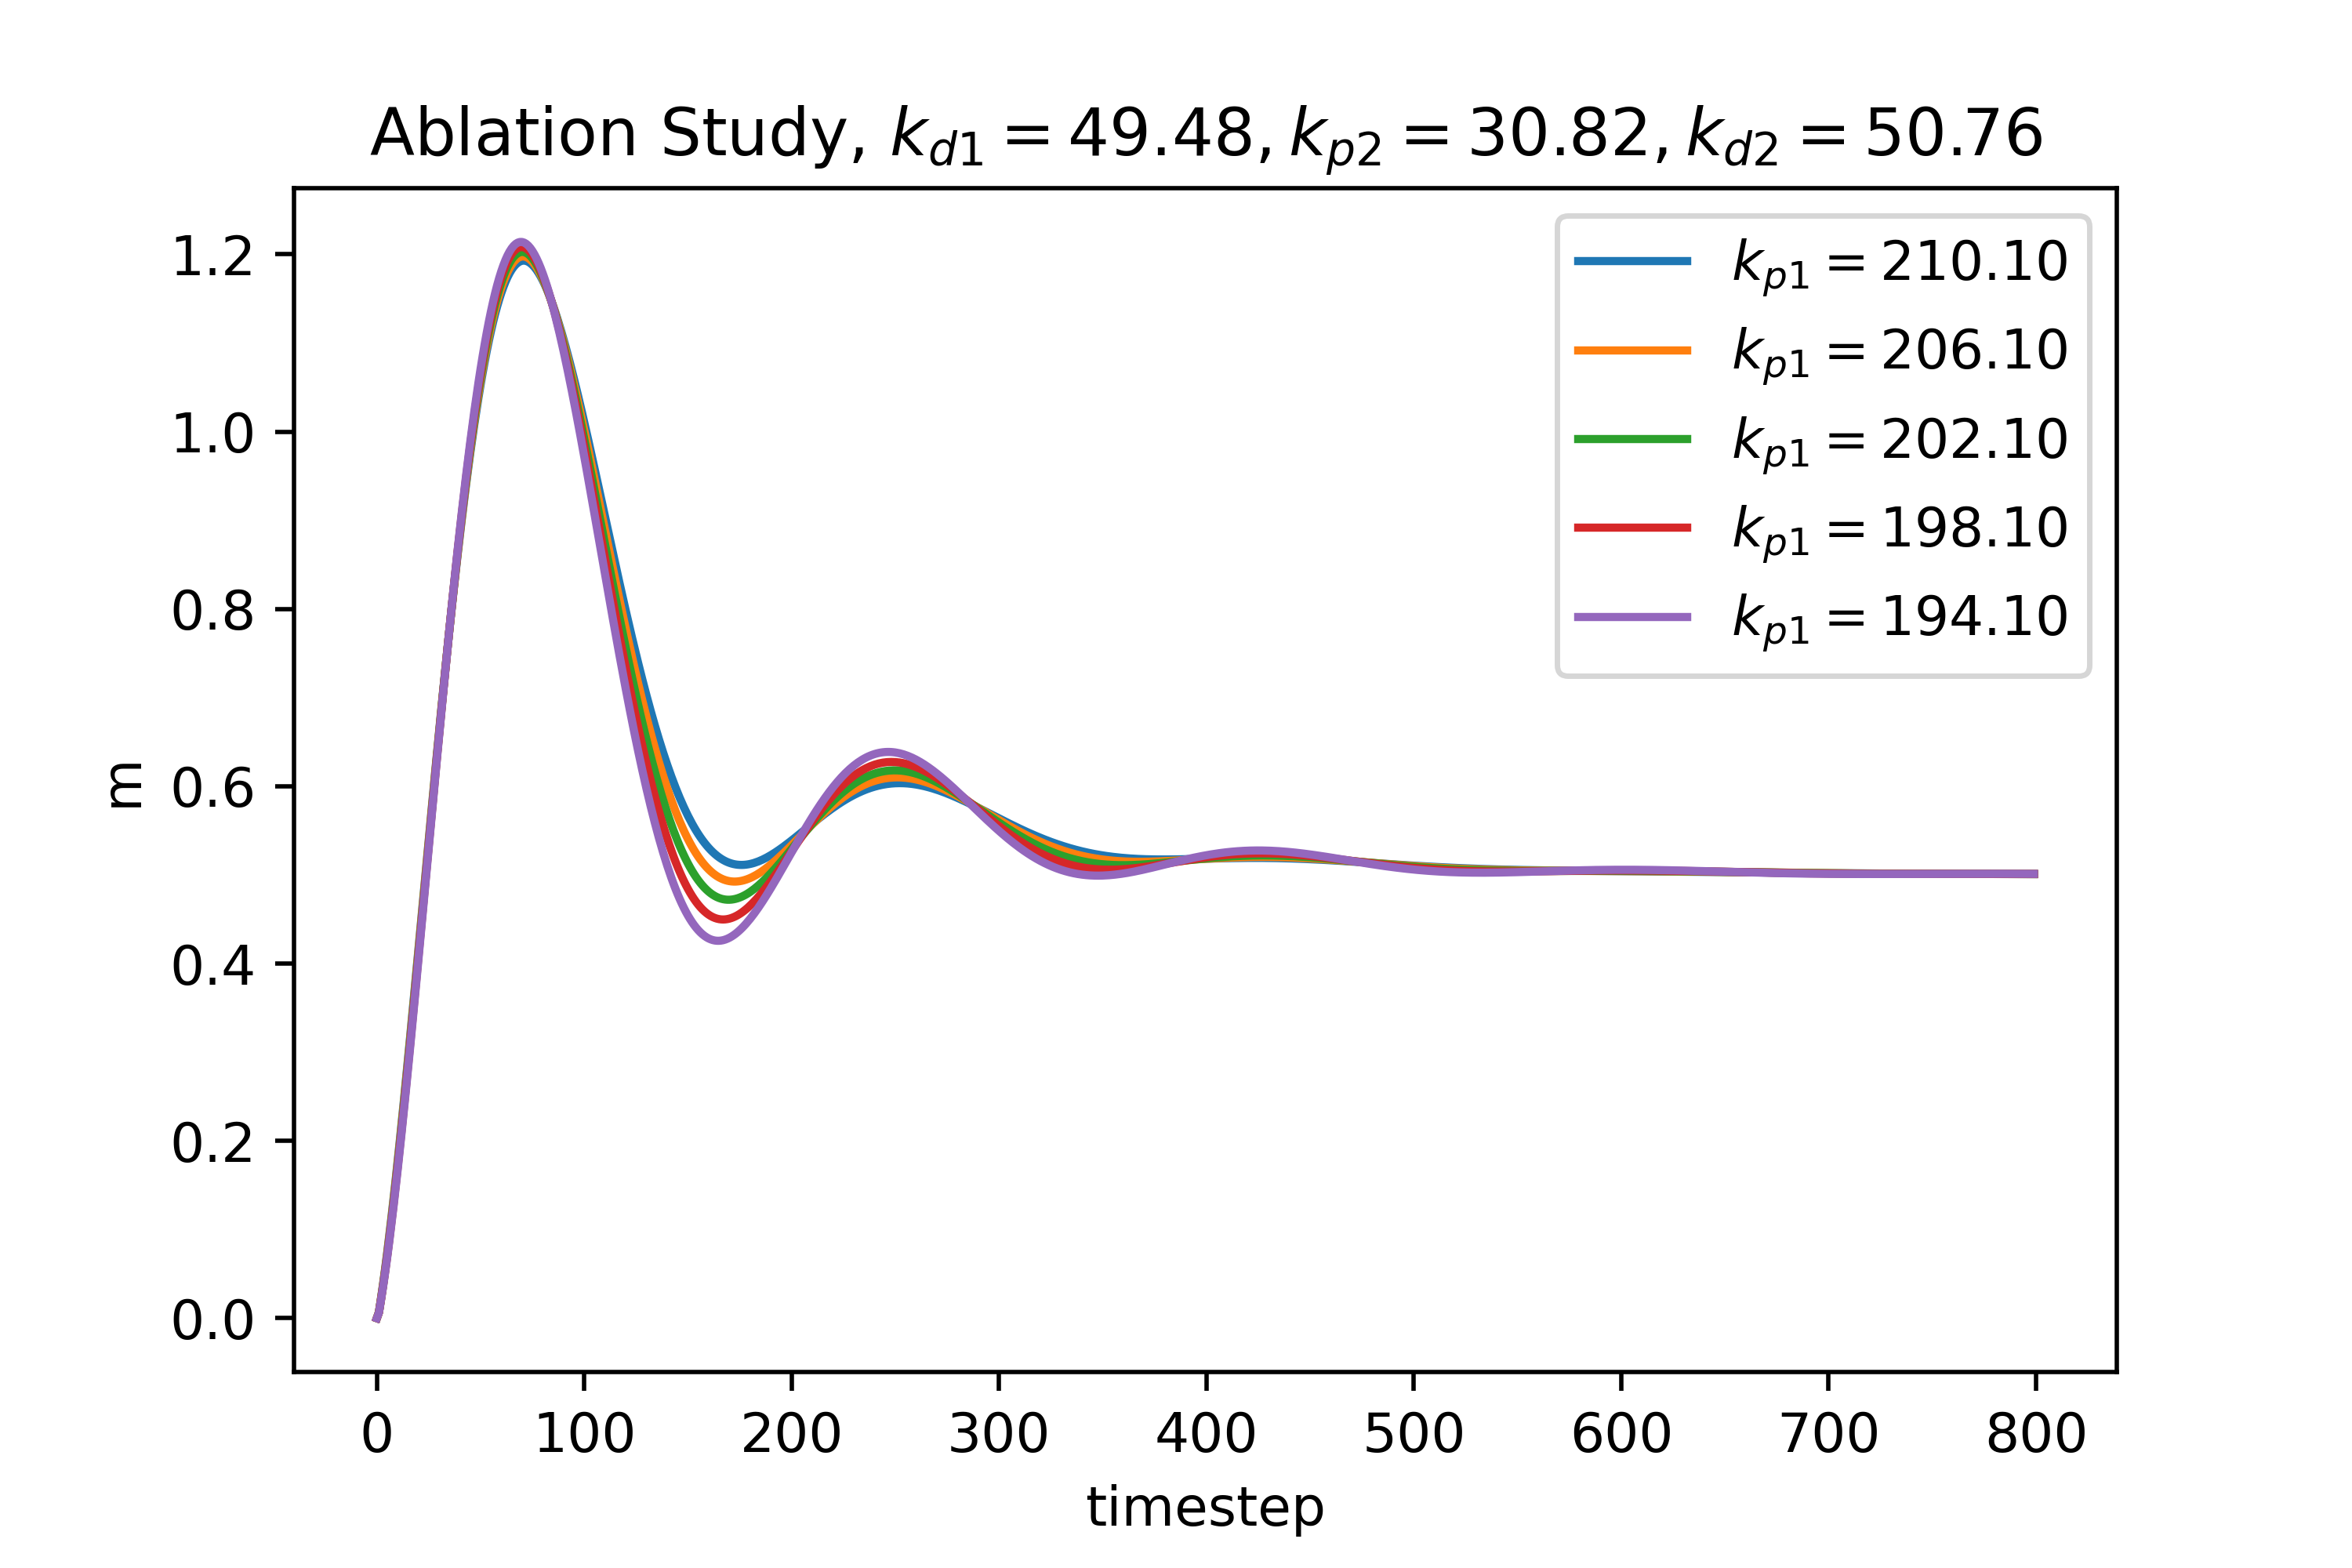 Ablation Study, k_{d1} = 49.48, k_{p2} = 30.82, k_{d2} = 50.76
k_{p1} = 210.10
k_{p1} = 206.10
k_{p1} = 202.10
k_{p1} = 198.10
k_{p1} = 194.10
m
1.2
1.0
0.8
0.6
0.4
0.2
0.0
0 100 200 300 400 500 600 700 800
timestep